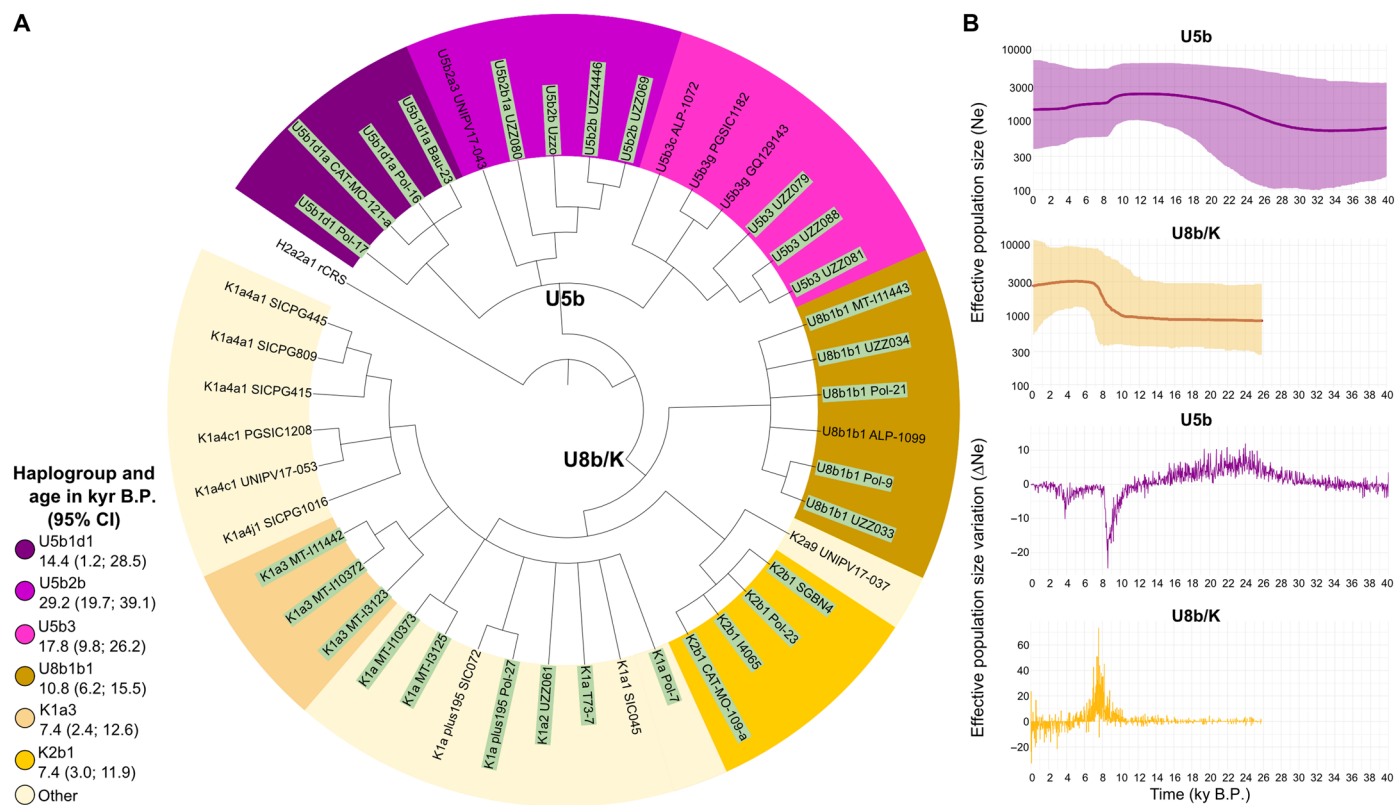 A
U5b1d1 Pol-17
U5b1d1a CAT-MO-121-a
U5b1d1a Pol-16
U5b1d1a Bau-23
U5b2a3 UNIPV17-043
U5b2b1a UZZ080
U5b2b Uzzo
U5b2b UZZ4446
U5b2b UZZ069
U5b3c ALP-1072
U5b3g PGSIC1182
U5b3g GQ129143
U5b3 UZZ079
U5b3 UZZ088
U5b3 UZZ081
U8b1b1 MT-I11443
U8b1b1 UZZ034
U8b1b1 Pol-21
U8b1b1 ALP-1099
U8b1b1 Pol-9
U8b1b1 UZZ033
K2a9 UNIPV17-037
K2b1 SGBN4
K2b1 Pol-23
K2b1 I4065
K2b1 CAT-MO-109-a
K1a Pol-7
K1a1 SIC045
K1a T73-7
K1a2 UZZ061
K1a plus195 Pol-27
K1a plus195 SIC072
K1a MT-I3125
K1a MT-I10373
K1a3 MT-I3123
K1a3 MT-I10372
K1a3 MT-I11442
K1a4j1 SICPG1016
K1a4c1 UNIPV17-053
K1a4c1 PGSIC1208
K1a4a1 SICPG415
K1a4a1 SICPG809
K1a4a1 SICPG445
H2a2a1 rCRS
U5b
U8b/K
Haplogroup and
age in kyr B.P.
(95% CI)
U5b1d1
14.4 (1.2; 28.5)
U5b2b
29.2 (19.7; 39.1)
U5b3
17.8 (9.8; 26.2)
U8b1b1
10.8 (6.2; 15.5)
K1a3
7.4 (2.4; 12.6)
K2b1
7.4 (3.0; 11.9)
Other
B
Effective population size (Ne)
U5b
10000
3000
1000
300
100
0 2 4 6 8 10 12 14 16 18 20 22 24 26 28 30 32 34 36 38 40
U8b/K
10000
3000
1000
300
100
0 2 4 6 8 10 12 14 16 18 20 22 24 26 28 30 32 34 36 38 40
Effective population size variation (ΔNe)
U5b
10
0
−10
−20
0 2 4 6 8 10 12 14 16 18 20 22 24 26 28 30 32 34 36 38 40
U8b/K
60
40
20
0
−20
0 2 4 6 8 10 12 14 16 18 20 22 24 26 28 30 32 34 36 38 40
Time (ky B.P.)